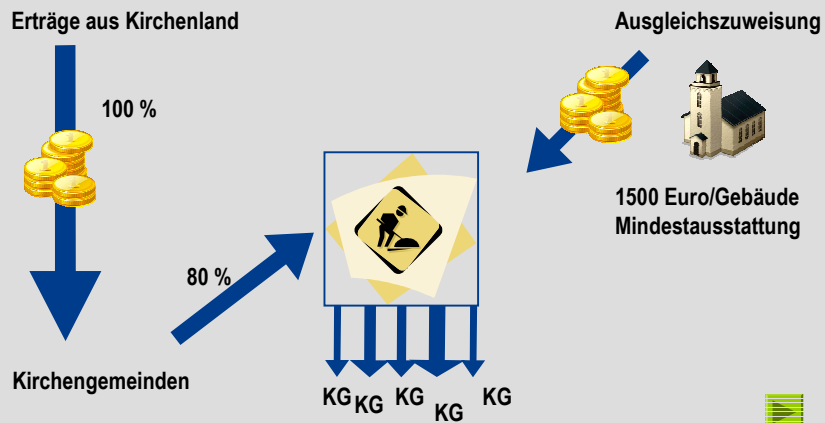 Erträge aus Kirchenland
Ausgleichszuweisung
100 %
1500 Euro/Gebäude
Mindestausstattung
80 %
Kirchengemeinden
KG KG KG KG KG